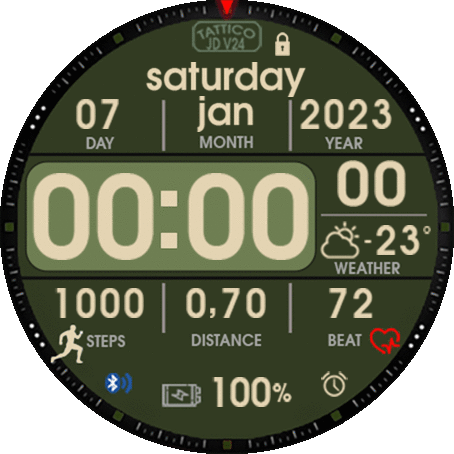 TATTICO
JD V24
saturday
07 jan 2023
DAY MONTH YEAR
00:00 00
-23°
WEATHER
1000 0,70 72
STEPS DISTANCE BEAT
100%